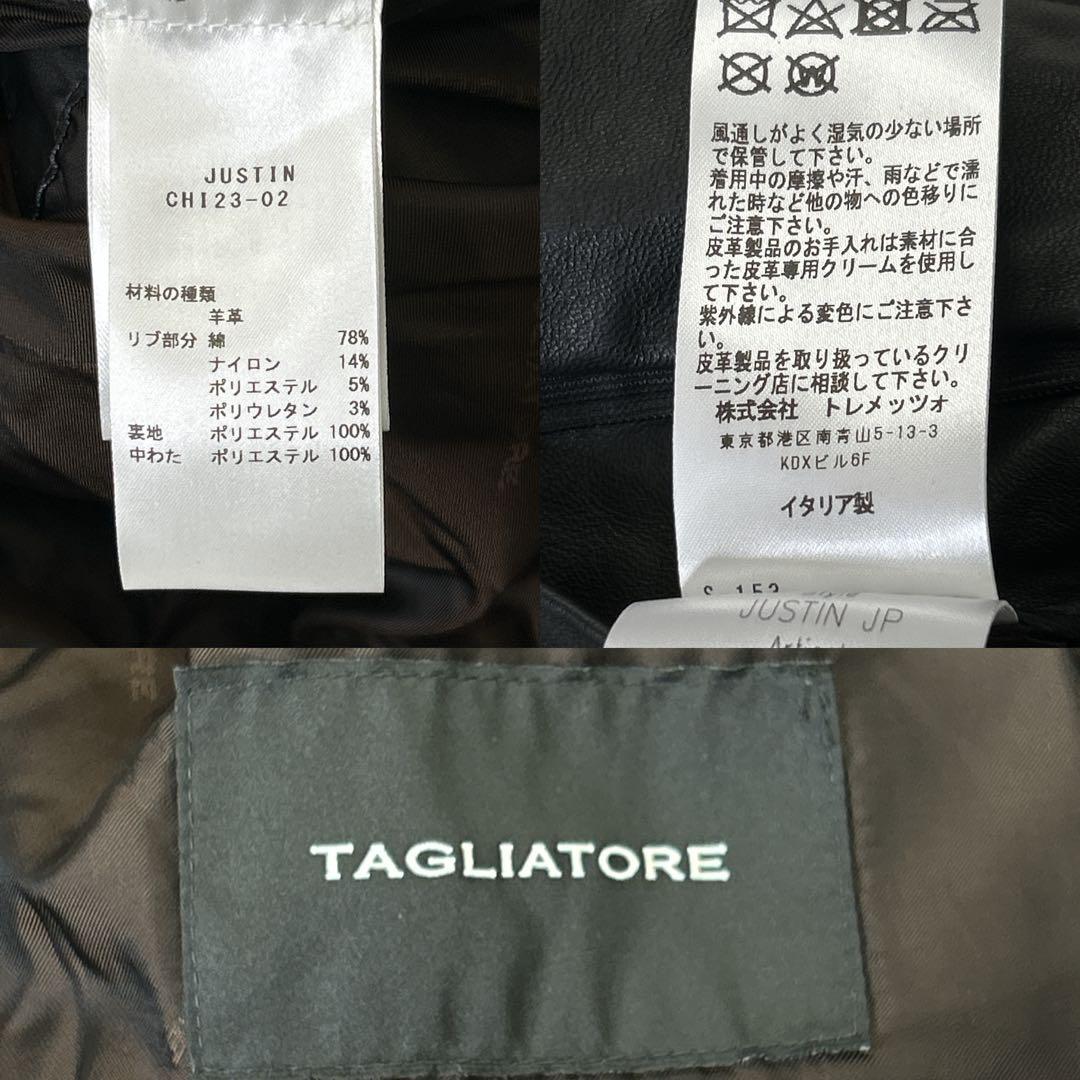 JUSTIN
CHI23-02
材料の種類
羊革
リブ部分 綿 78%
ナイロン 14%
ポリエステル 5%
ポリウレタン 3%
裏地 ポリエステル 100%
中わた ポリエステル 100%
風通しがよく湿気の少ない場所
で保管して下さい。
着用中の摩擦や汗、雨などで濡
れた時など他の物への色移りに
ご注意下さい。
皮革製品のお手入れは素材に合
った皮革専用クリームを使用し
て下さい。
紫外線による変色にご注意下さ
い。
皮革製品を取り扱っているクリ
ーニング店に相談して下さい。
株式会社 トレメッツォ
東京都港区南青山5-13-3
KDXビル6F
イタリア製
JUSTIN JP
TAGLIATORE